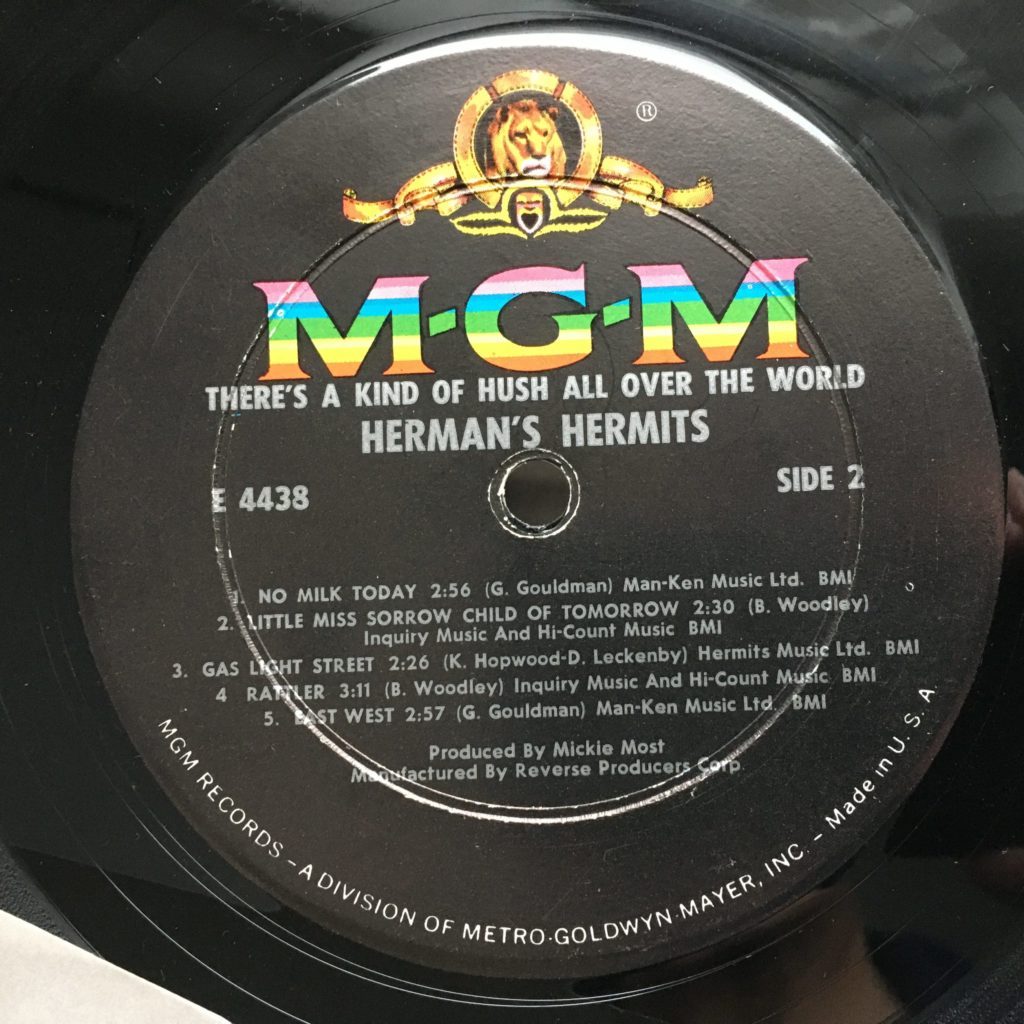 ®
M-G-M
THERE'S A KIND OF HUSH ALL OVER THE WORLD
HERMAN'S HERMITS
E 4438
SIDE 2
1. NO MILK TODAY 2:56 (G. Gouldman) Man-Ken Music Ltd. BMI
2. LITTLE MISS SORROW CHILD OF TOMORROW 2:30 (B. Woodley)
Inquiry Music And Hi-Count Music BMI
3. GAS LIGHT STREET 2:26 (K. Hopwood-D. Leckenby) Hermits Music Ltd. BMI
4 RATTLER 3:11 (B. Woodley) Inquiry Music And Hi-Count Music BMI
5. EAST WEST 2:57 (G. Gouldman) Man-Ken Music Ltd. BMI
Produced By Mickie Most
Manufactured By Reverse Producers Corp.
MGM RECORDS – A DIVISION OF METRO-GOLDWYN-MAYER, INC. – Made in U. S. A.